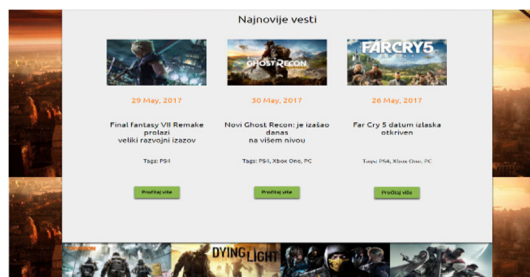 Najnovije vesti
GHOST RECON
FARCRY5
29 May, 2017
30 May, 2017
26 May, 2017
Final fantasy VII Remake
prolazi
veliki razvojni izazov
Novi Ghost Recon: je izašao
danas
na višem nivou
Far Cry 5 datum izlaska
otkriven
Tags: PS4
Tags: PS4, Xbox One, PC
Tags: PS4, Xbox One, PC
Pročitaj više
Pročitaj više
Pročitaj više
DYING LIGHT